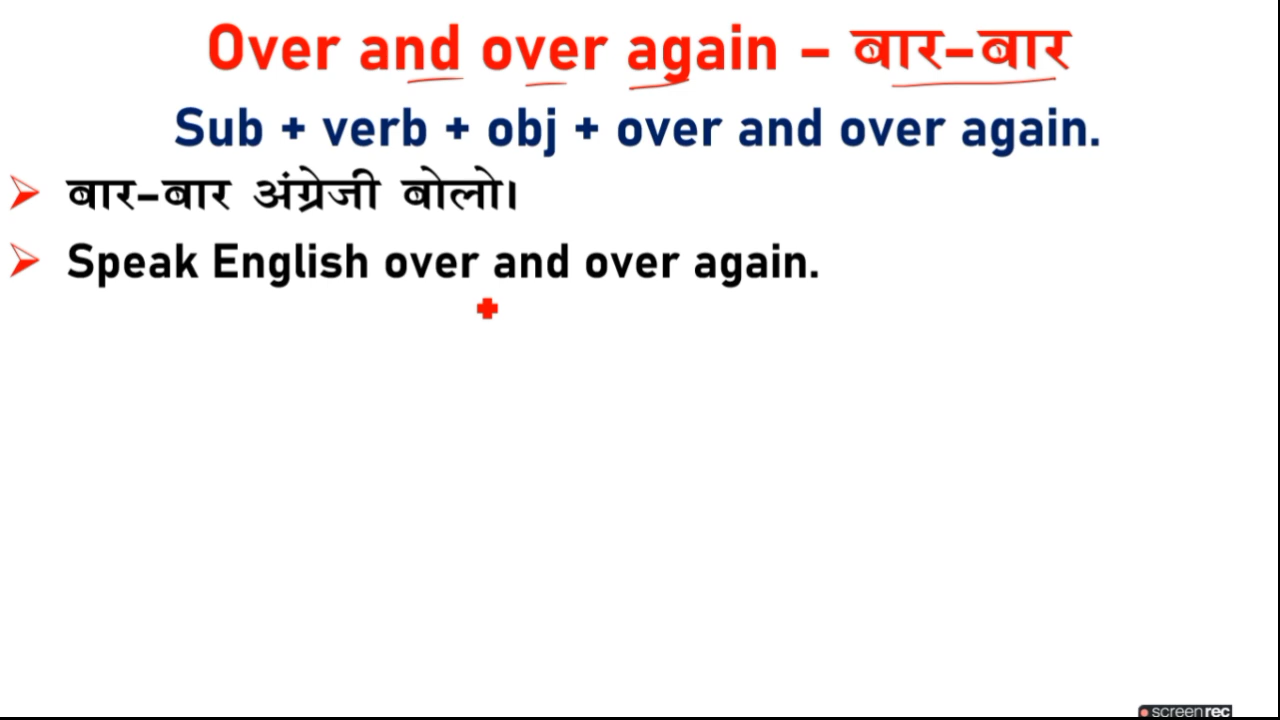 Over and over again – बार–बार
Sub + verb + obj + over and over again.
बार–बार अंग्रेजी बोलो।
Speak English over and over again.
screenrec